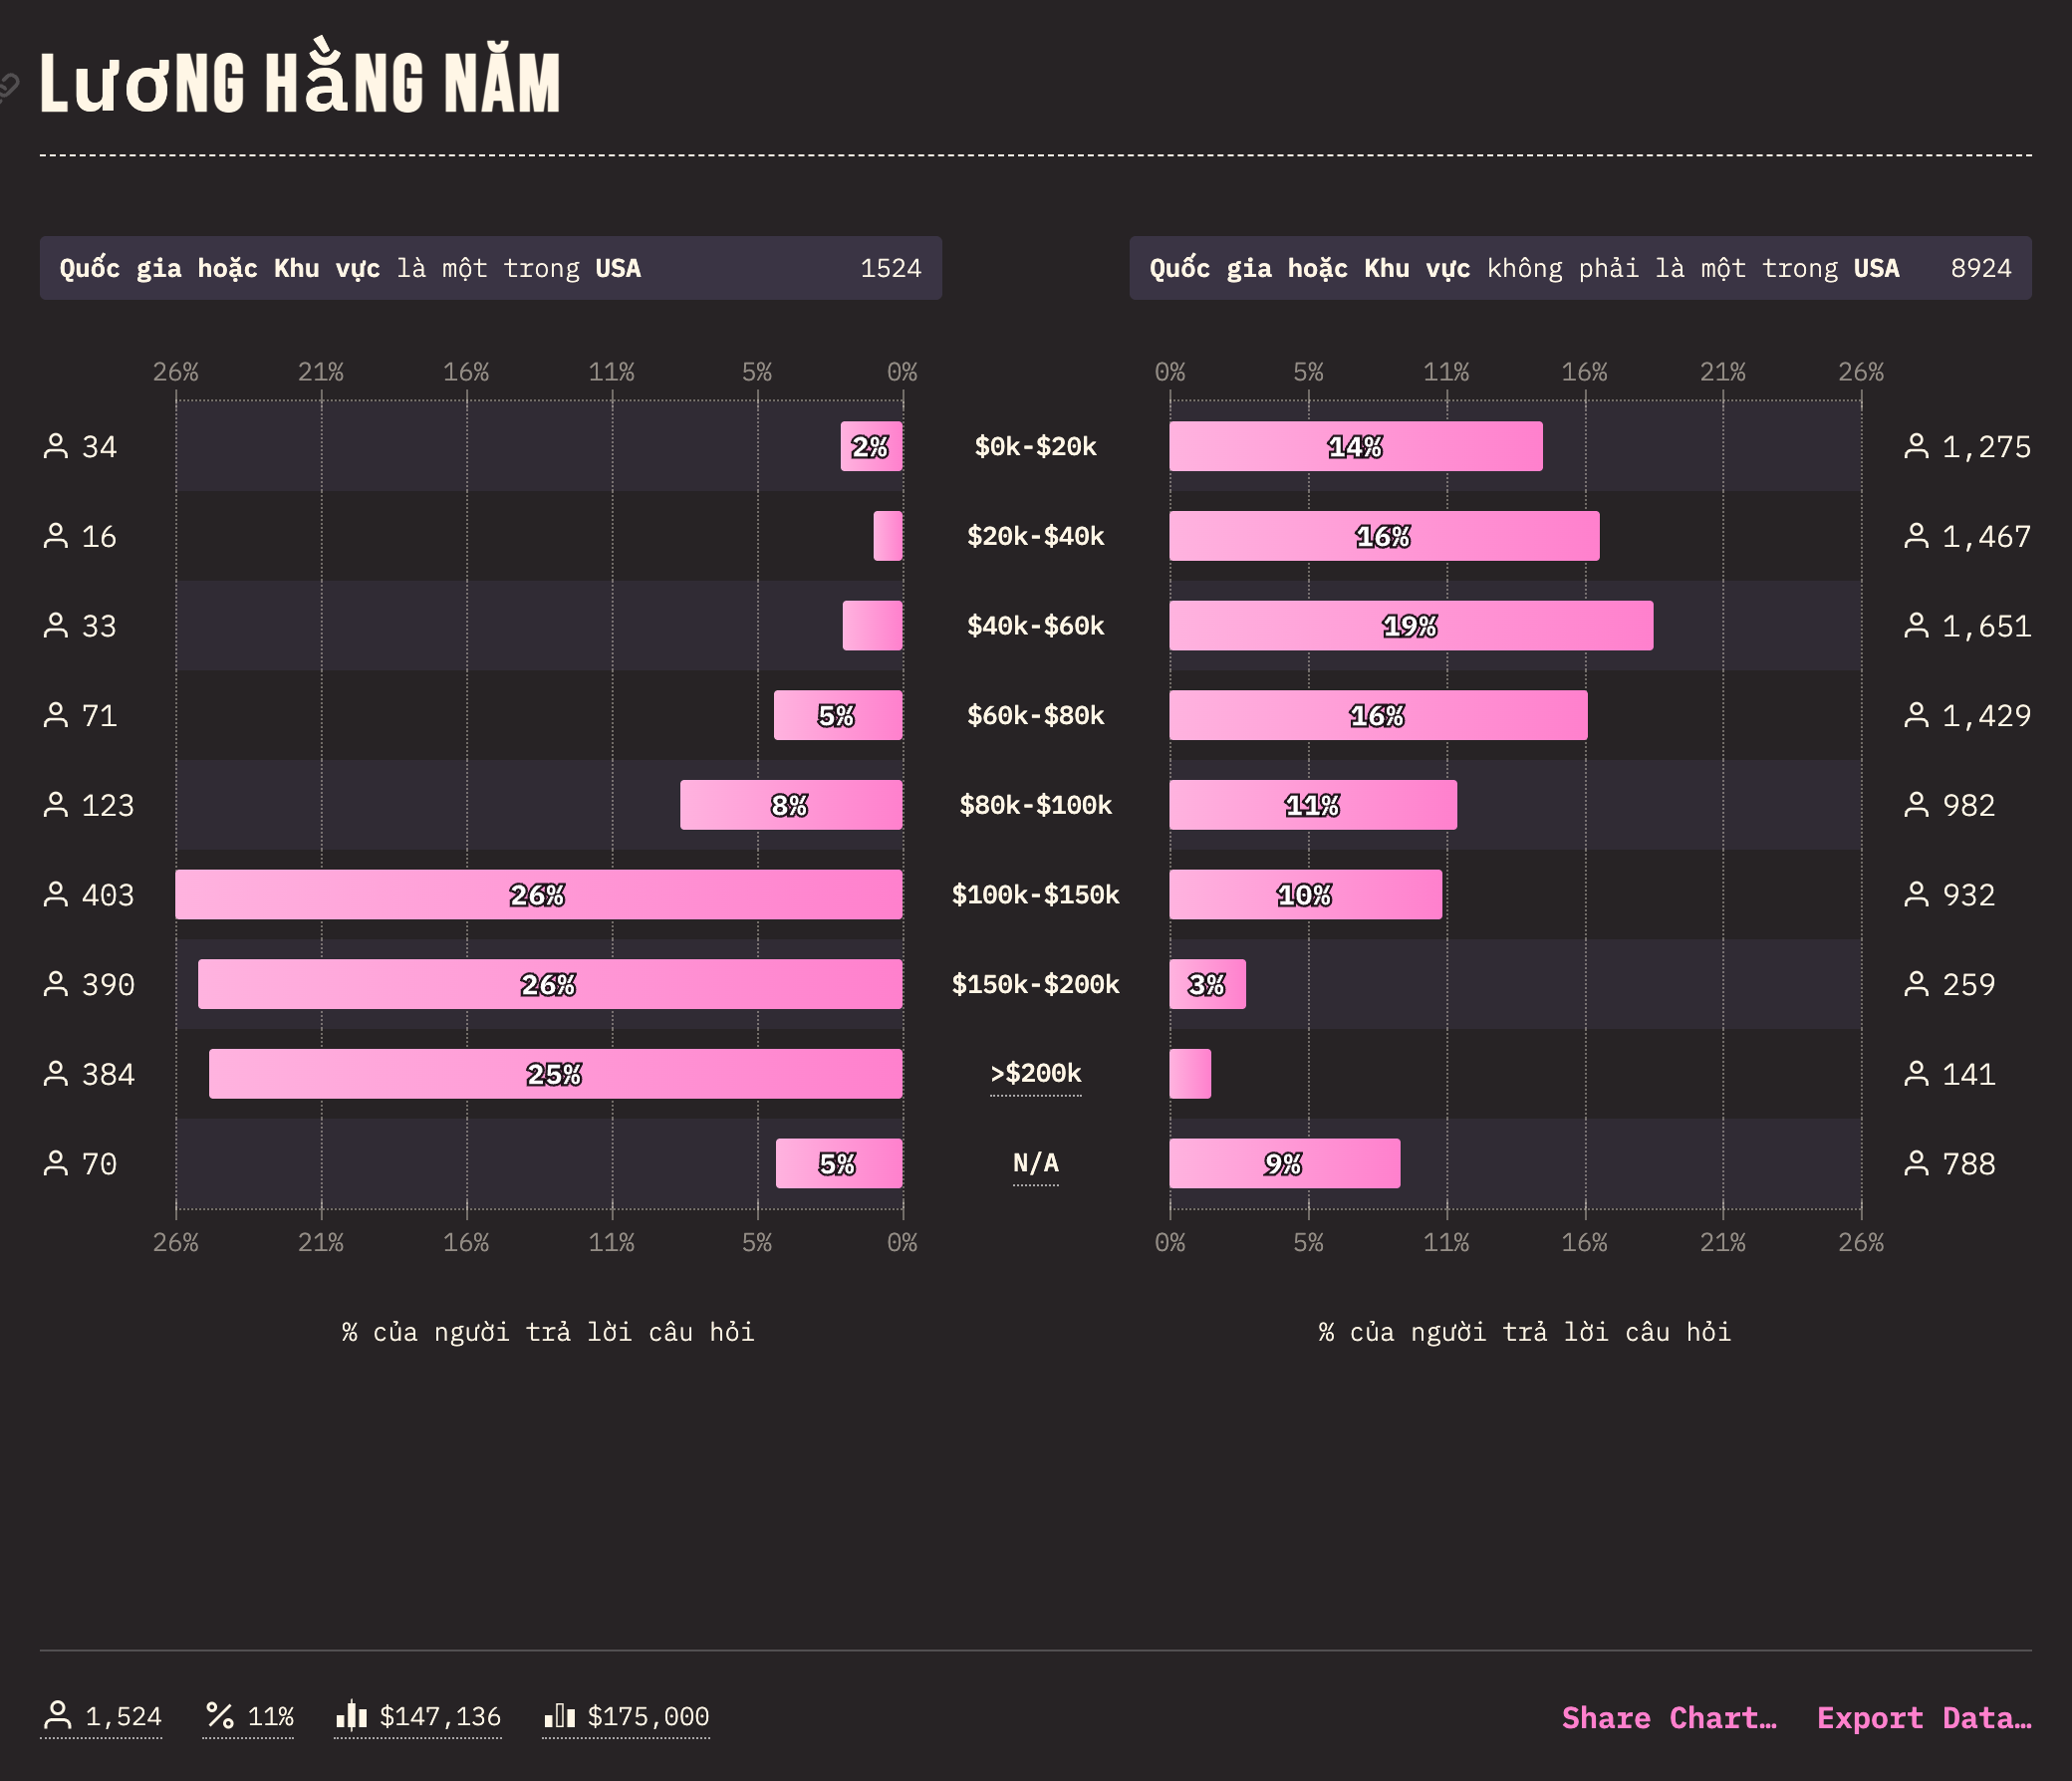 LươNG HằNG NĂM
Quốc gia hoặc Khu vực là một trong USA 1524
Quốc gia hoặc Khu vực không phải là một trong USA 8924
26% 21% 16% 11% 5% 0% 0% 5% 11% 16% 21% 26%
34 2% $0k-$20k 14% 1,275
16 $20k-$40k 16% 1,467
33 $40k-$60k 19% 1,651
71 5% $60k-$80k 16% 1,429
123 8% $80k-$100k 11% 982
403 26% $100k-$150k 10% 932
390 26% $150k-$200k 3% 259
384 25% >$200k 141
70 5% N/A 9% 788
26% 21% 16% 11% 5% 0% 0% 5% 11% 16% 21% 26%
% của người trả lời câu hỏi % của người trả lời câu hỏi
1,524 11% $147,136 $175,000 Share Chart… Export Data…